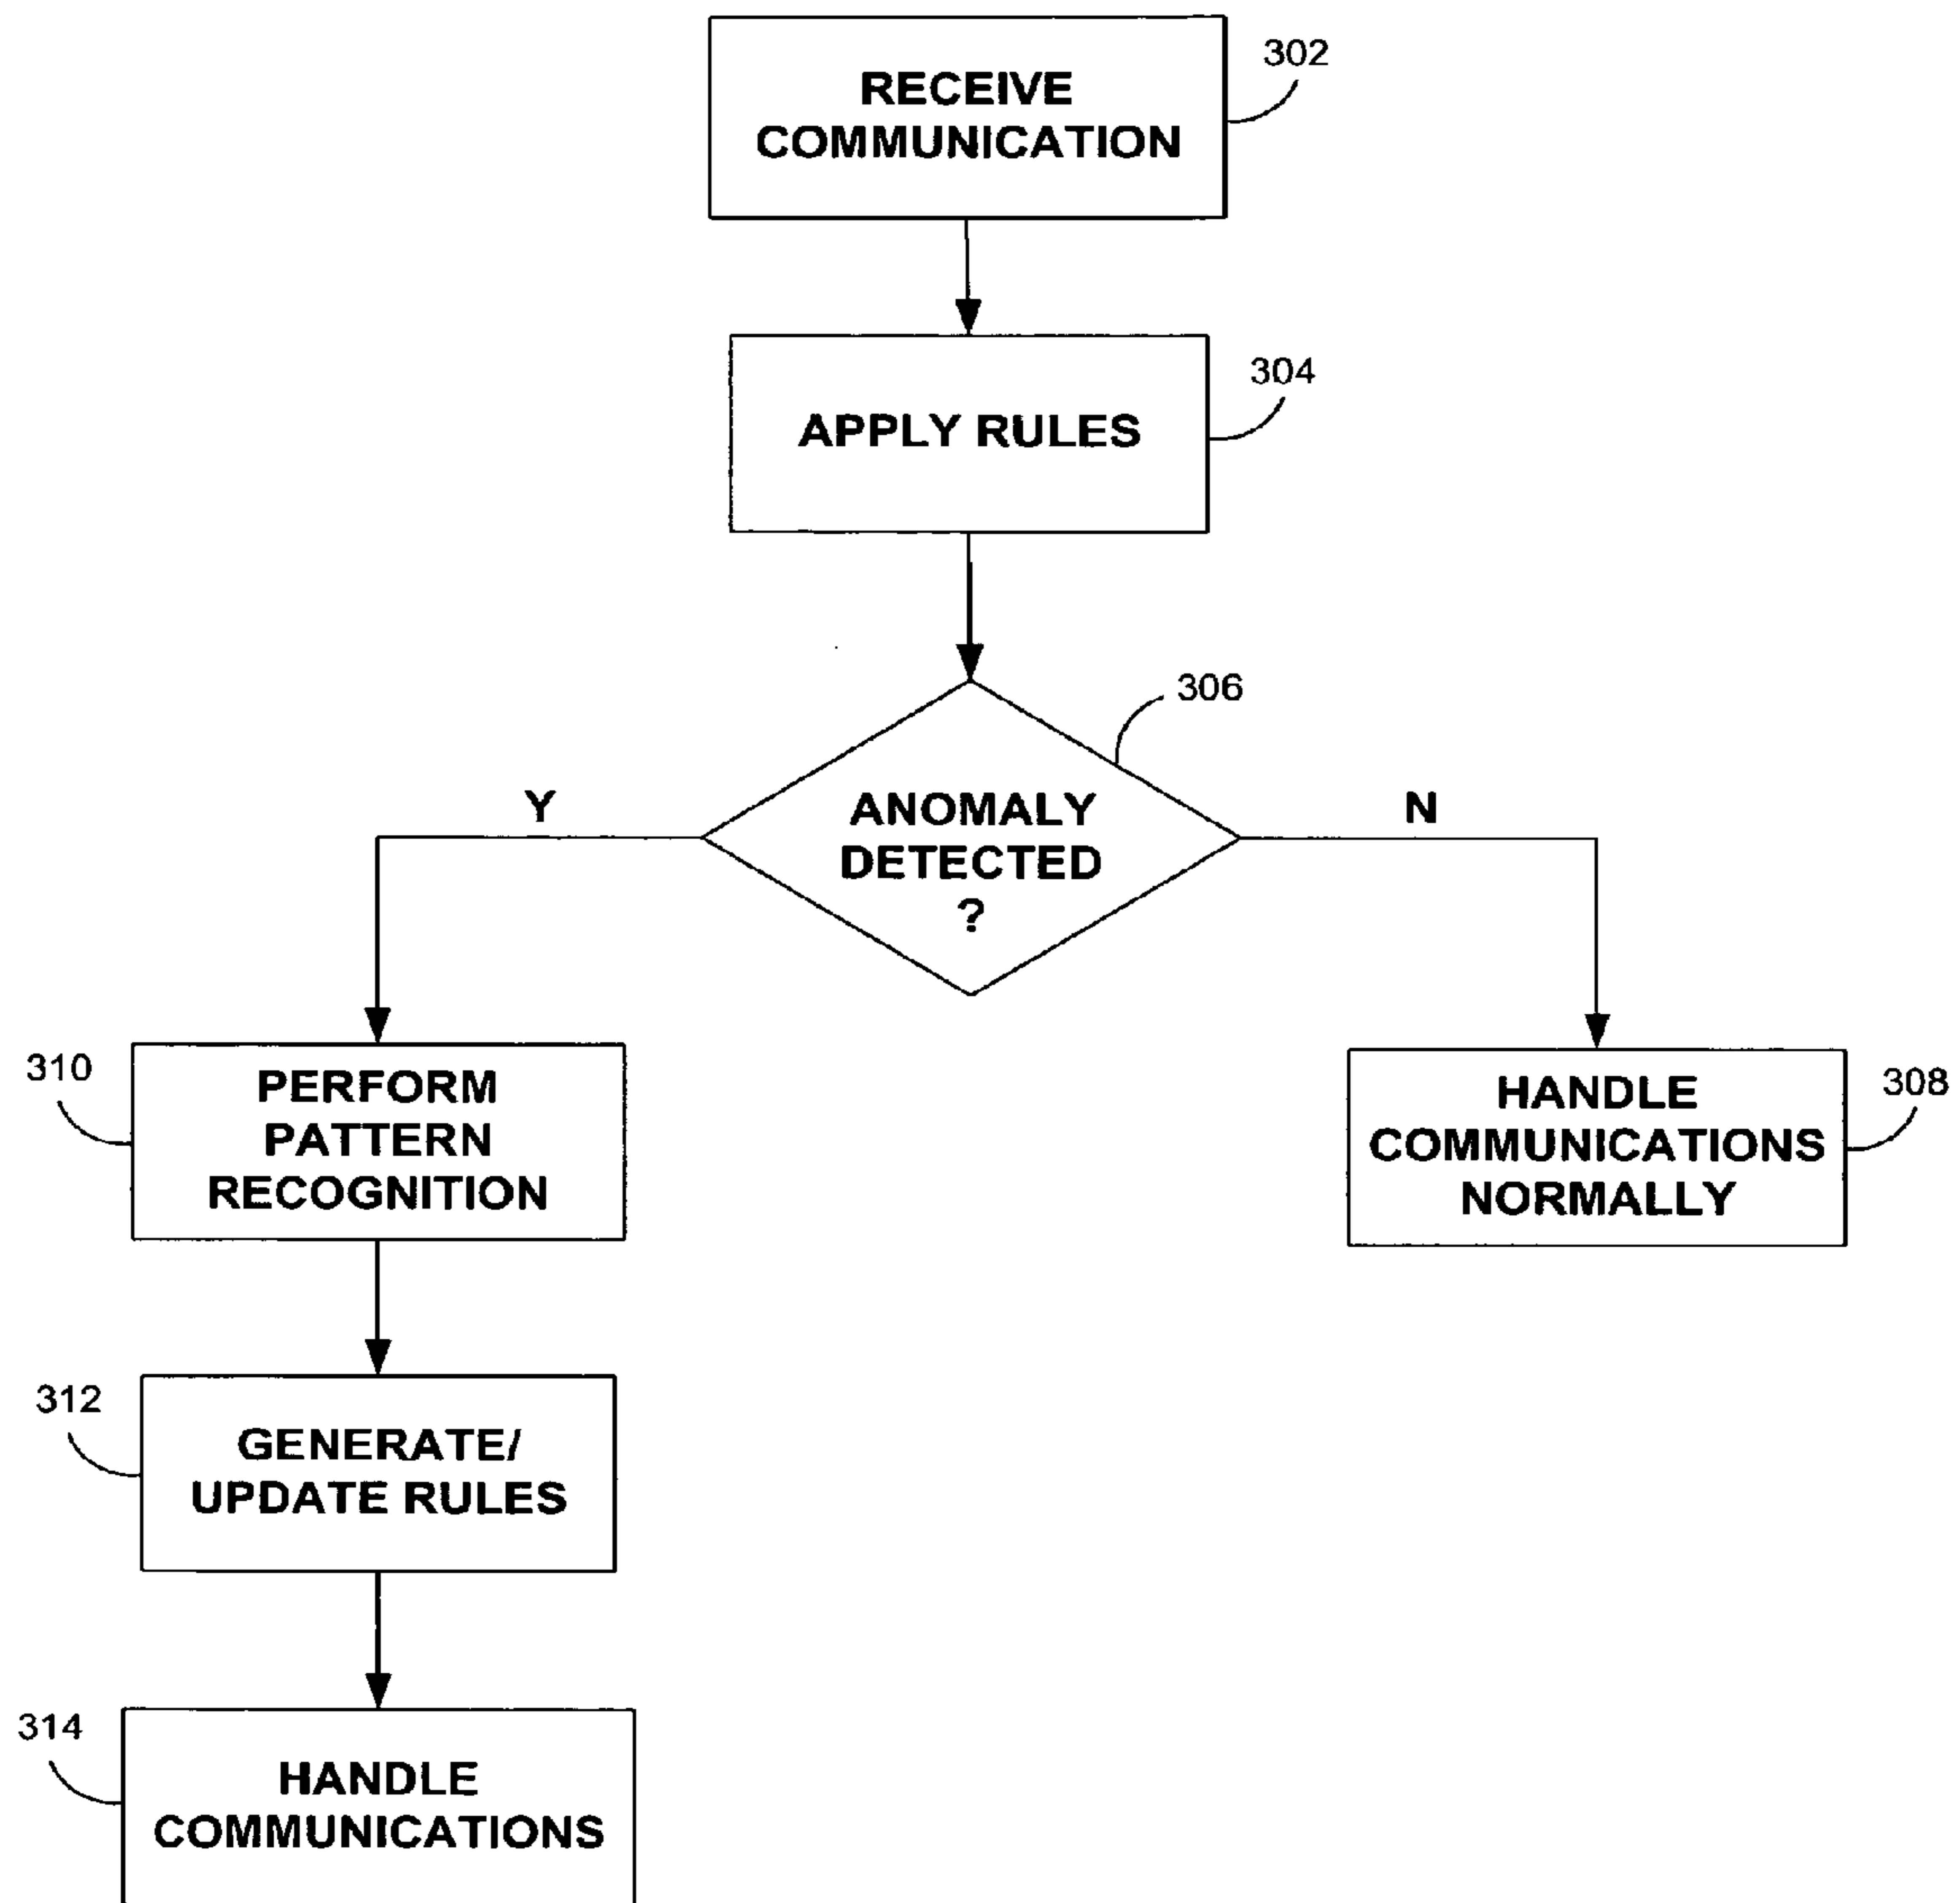 RECEIVE
COMMUNICATION
302
APPLY RULES
304
306
ANOMALY
DETECTED
?
Y
N
310
PERFORM
PATTERN
RECOGNITION
HANDLE
COMMUNICATIONS
NORMALLY
308
312
GENERATE/
UPDATE RULES
314
HANDLE
COMMUNICATIONS